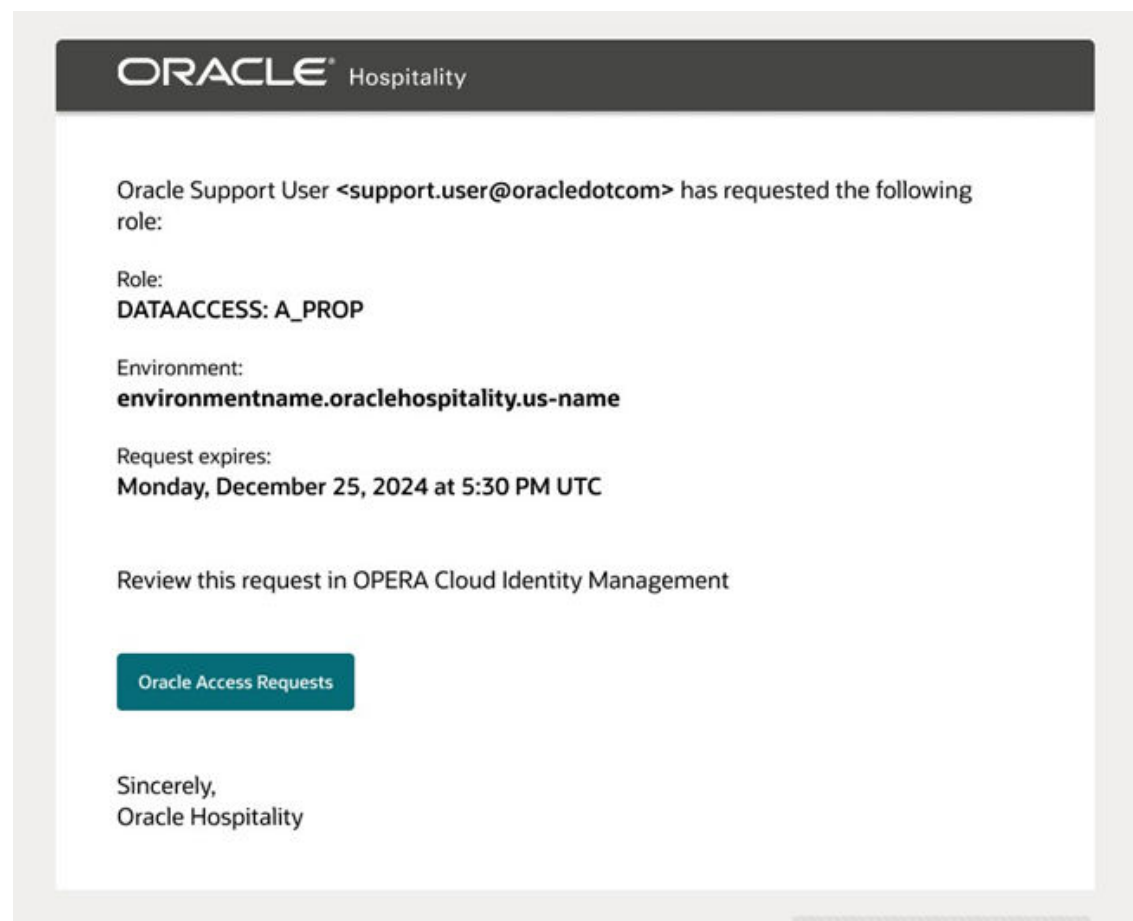 ORACLE® Hospitality
Oracle Support User <support.user@oracledotcom> has requested the following
role:
Role:
DATAACCESS: A_PROP
Environment:
environmentname.oraclehospitality.us-name
Request expires:
Monday, December 25, 2024 at 5:30 PM UTC
Review this request in OPERA Cloud Identity Management
Oracle Access Requests
Sincerely,
Oracle Hospitality